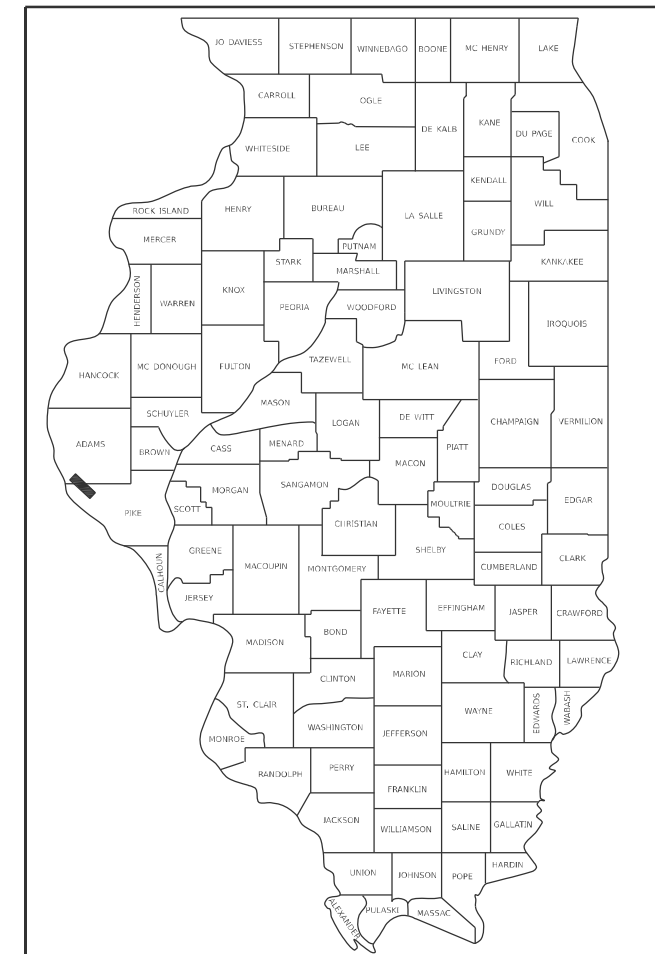 JO DAVIESS
STEPHENSON
WINNEBAGO
BOONE
MC HENRY
LAKE
CARROLL
OGLE
DE KALB
KANE
DU PAGE
COOK
WHITESIDE
LEE
KENDALL
WILL
ROCK ISLAND
HENRY
BUREAU
LA SALLE
GRUNDY
MERCER
PUTNAM
STARK
MARSHALL
KANKAKEE
HENDERSON
WARREN
KNOX
PEORIA
WOODFORD
LIVINGSTON
IROQUOIS
HANCOCK
MC DONOUGH
FULTON
TAZEWELL
MC LEAN
FORD
MASON
SCHUYLER
LOGAN
DE WITT
CHAMPAIGN
VERMILION
ADAMS
BROWN
CASS
MENARD
PIATT
MACON
MORGAN
SANGAMON
DOUGLAS
EDGAR
PIKE
SCOTT
MOULTRIE
CHRISTIAN
COLES
GREENE
MACOUPIN
SHELBY
CLARK
CALHOUN
MONTGOMERY
CUMBERLAND
JERSEY
FAYETTE
EFFINGHAM
JASPER
CRAWFORD
BOND
MADISON
CLAY
RICHLAND
LAWRENCE
CLINTON
MARION
ST. CLAIR
WAYNE
EDWARDS
WABASH
WASHINGTON
JEFFERSON
MONROE
RANDOLPH
PERRY
HAMILTON
WHITE
FRANKLIN
JACKSON
WILLIAMSON
SALINE
GALLATIN
UNION
JOHNSON
POPE
HARDIN
ALEXANDER
PULASKI
MASSAC